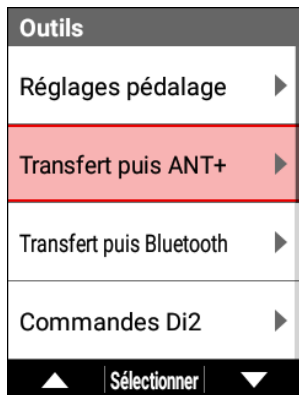 Outils
Réglages pédalage
Transfert puis ANT+
Transfert puis Bluetooth
Commandes Di2
Sélectionner